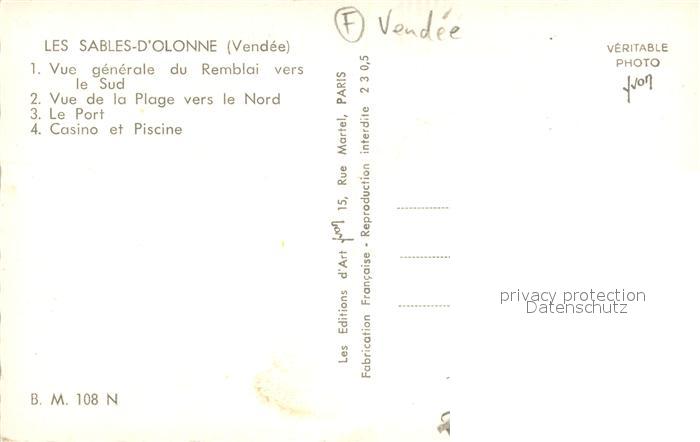 F Vendée
LES SABLES-D'OLONNE (Vendée)
1. Vue générale du Remblai vers
le Sud
2. Vue de la Plage vers le Nord
3. Le Port
4. Casino et Piscine
B. M. 108 N
Les Editions d'Art yvon 15, Rue Martel, PARIS
Fabrication Française - Reproduction interdite 2 3 0,5
VÉRITABLE
PHOTO
yvon
privacy protection
Datenschutz